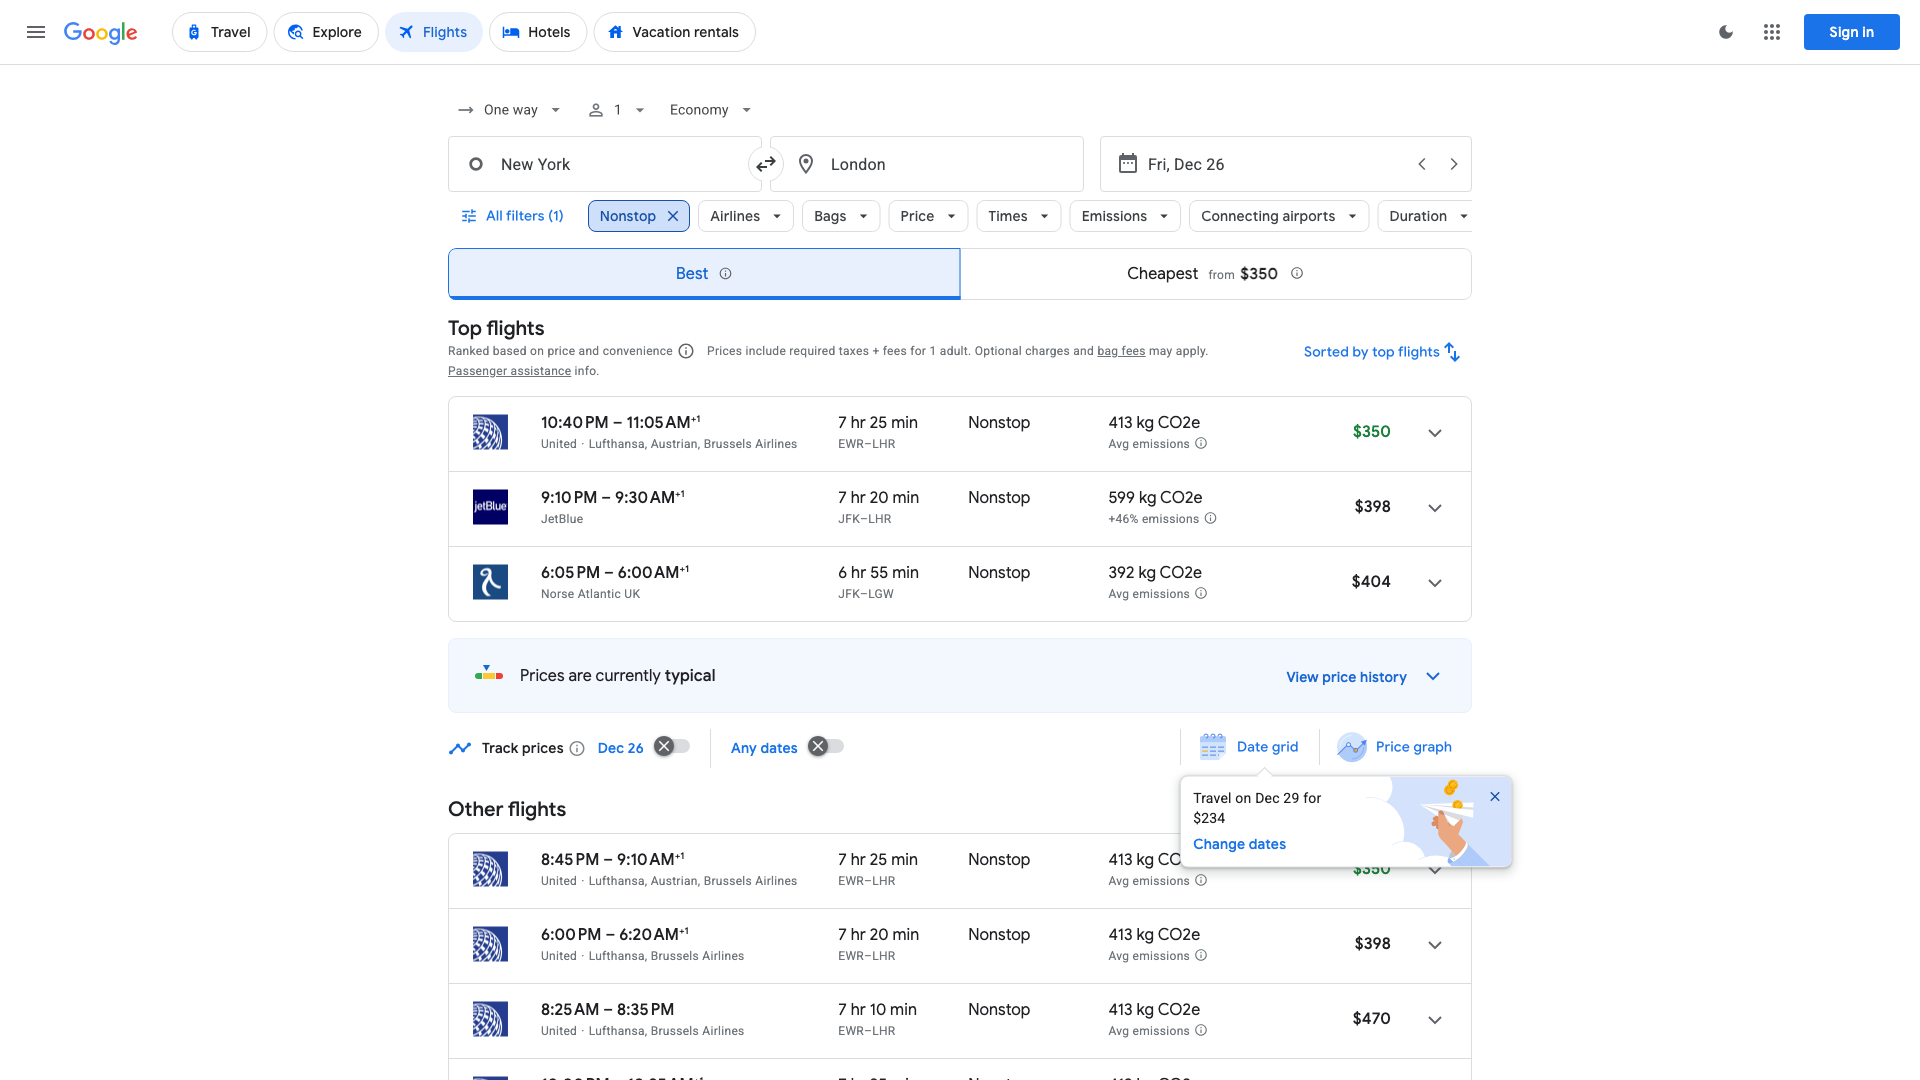 Google
Travel
Explore
Flights
Hotels
Vacation rentals
Sign in
One way
1
Economy
New York
London
Fri, Dec 26
All filters (1)
Nonstop
Airlines
Bags
Price
Times
Emissions
Connecting airports
Duration
Best
Cheapest from $350
Top flights
Ranked based on price and convenience
Prices include required taxes + fees for 1 adult. Optional charges and bag fees may apply.
Passenger assistance info.
Sorted by top flights
10:40 PM – 11:05 AM+1
United · Lufthansa, Austrian, Brussels Airlines
7 hr 25 min
EWR–LHR
Nonstop
413 kg CO2e
Avg emissions
$350
jetBlue
9:10 PM – 9:30 AM+1
JetBlue
7 hr 20 min
JFK–LHR
Nonstop
599 kg CO2e
+46% emissions
$398
6:05 PM – 6:00 AM+1
Norse Atlantic UK
6 hr 55 min
JFK–LGW
Nonstop
392 kg CO2e
Avg emissions
$404
Prices are currently typical
View price history
Track prices
Dec 26
Any dates
Date grid
Price graph
Travel on Dec 29 for
$234
Change dates
Other flights
8:45 PM – 9:10 AM+1
United · Lufthansa, Austrian, Brussels Airlines
7 hr 25 min
EWR–LHR
Nonstop
413 kg CO
Avg emissions
$350
6:00 PM – 6:20 AM+1
United · Lufthansa, Brussels Airlines
7 hr 20 min
EWR–LHR
Nonstop
413 kg CO2e
Avg emissions
$398
8:25 AM – 8:35 PM
United · Lufthansa, Brussels Airlines
7 hr 10 min
EWR–LHR
Nonstop
413 kg CO2e
Avg emissions
$470